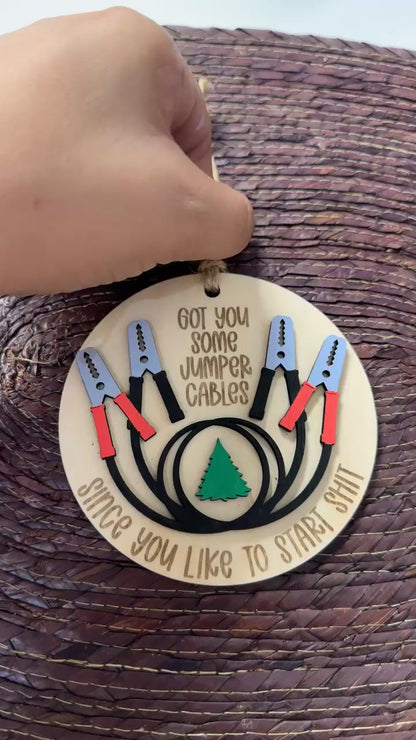 GOT YOU
SOME
JUMPER
CABLES
SINCE YOU LIKE TO START SHIT